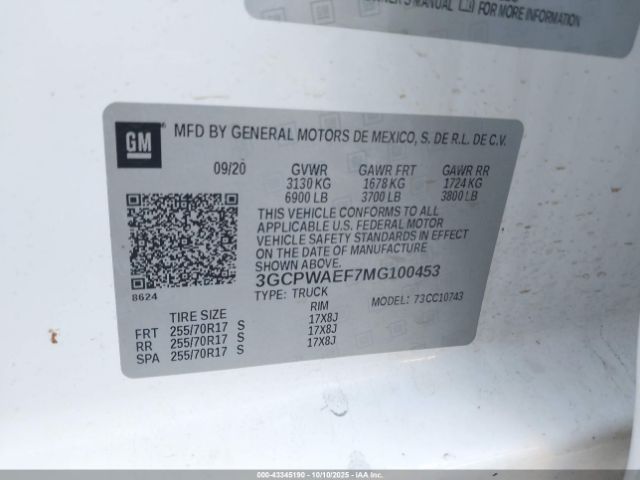 OWNER'S MANUAL
FOR MORE INFORMATION
GM
MFD BY GENERAL MOTORS DE MEXICO, S. DE R.L. DE C.V.
09/20 GVWR GAWR FRT GAWR RR
3130 KG 1678 KG 1724 KG
6900 LB 3700 LB 3800 LB
THIS VEHICLE CONFORMS TO ALL
APPLICABLE U.S. FEDERAL MOTOR
VEHICLE SAFETY STANDARDS IN EFFECT
ON THE DATE OF MANUFACTURE
SHOWN ABOVE.
8624
3GCPWAEF7MG100453
TYPE: TRUCK MODEL: 73CC10743
TIRE SIZE RIM
FRT 255/70R17 S 17X8J
RR 255/70R17 S 17X8J
SPA 255/70R17 S 17X8J
000-43345190 - 10/10/2025 - IAAI.COM